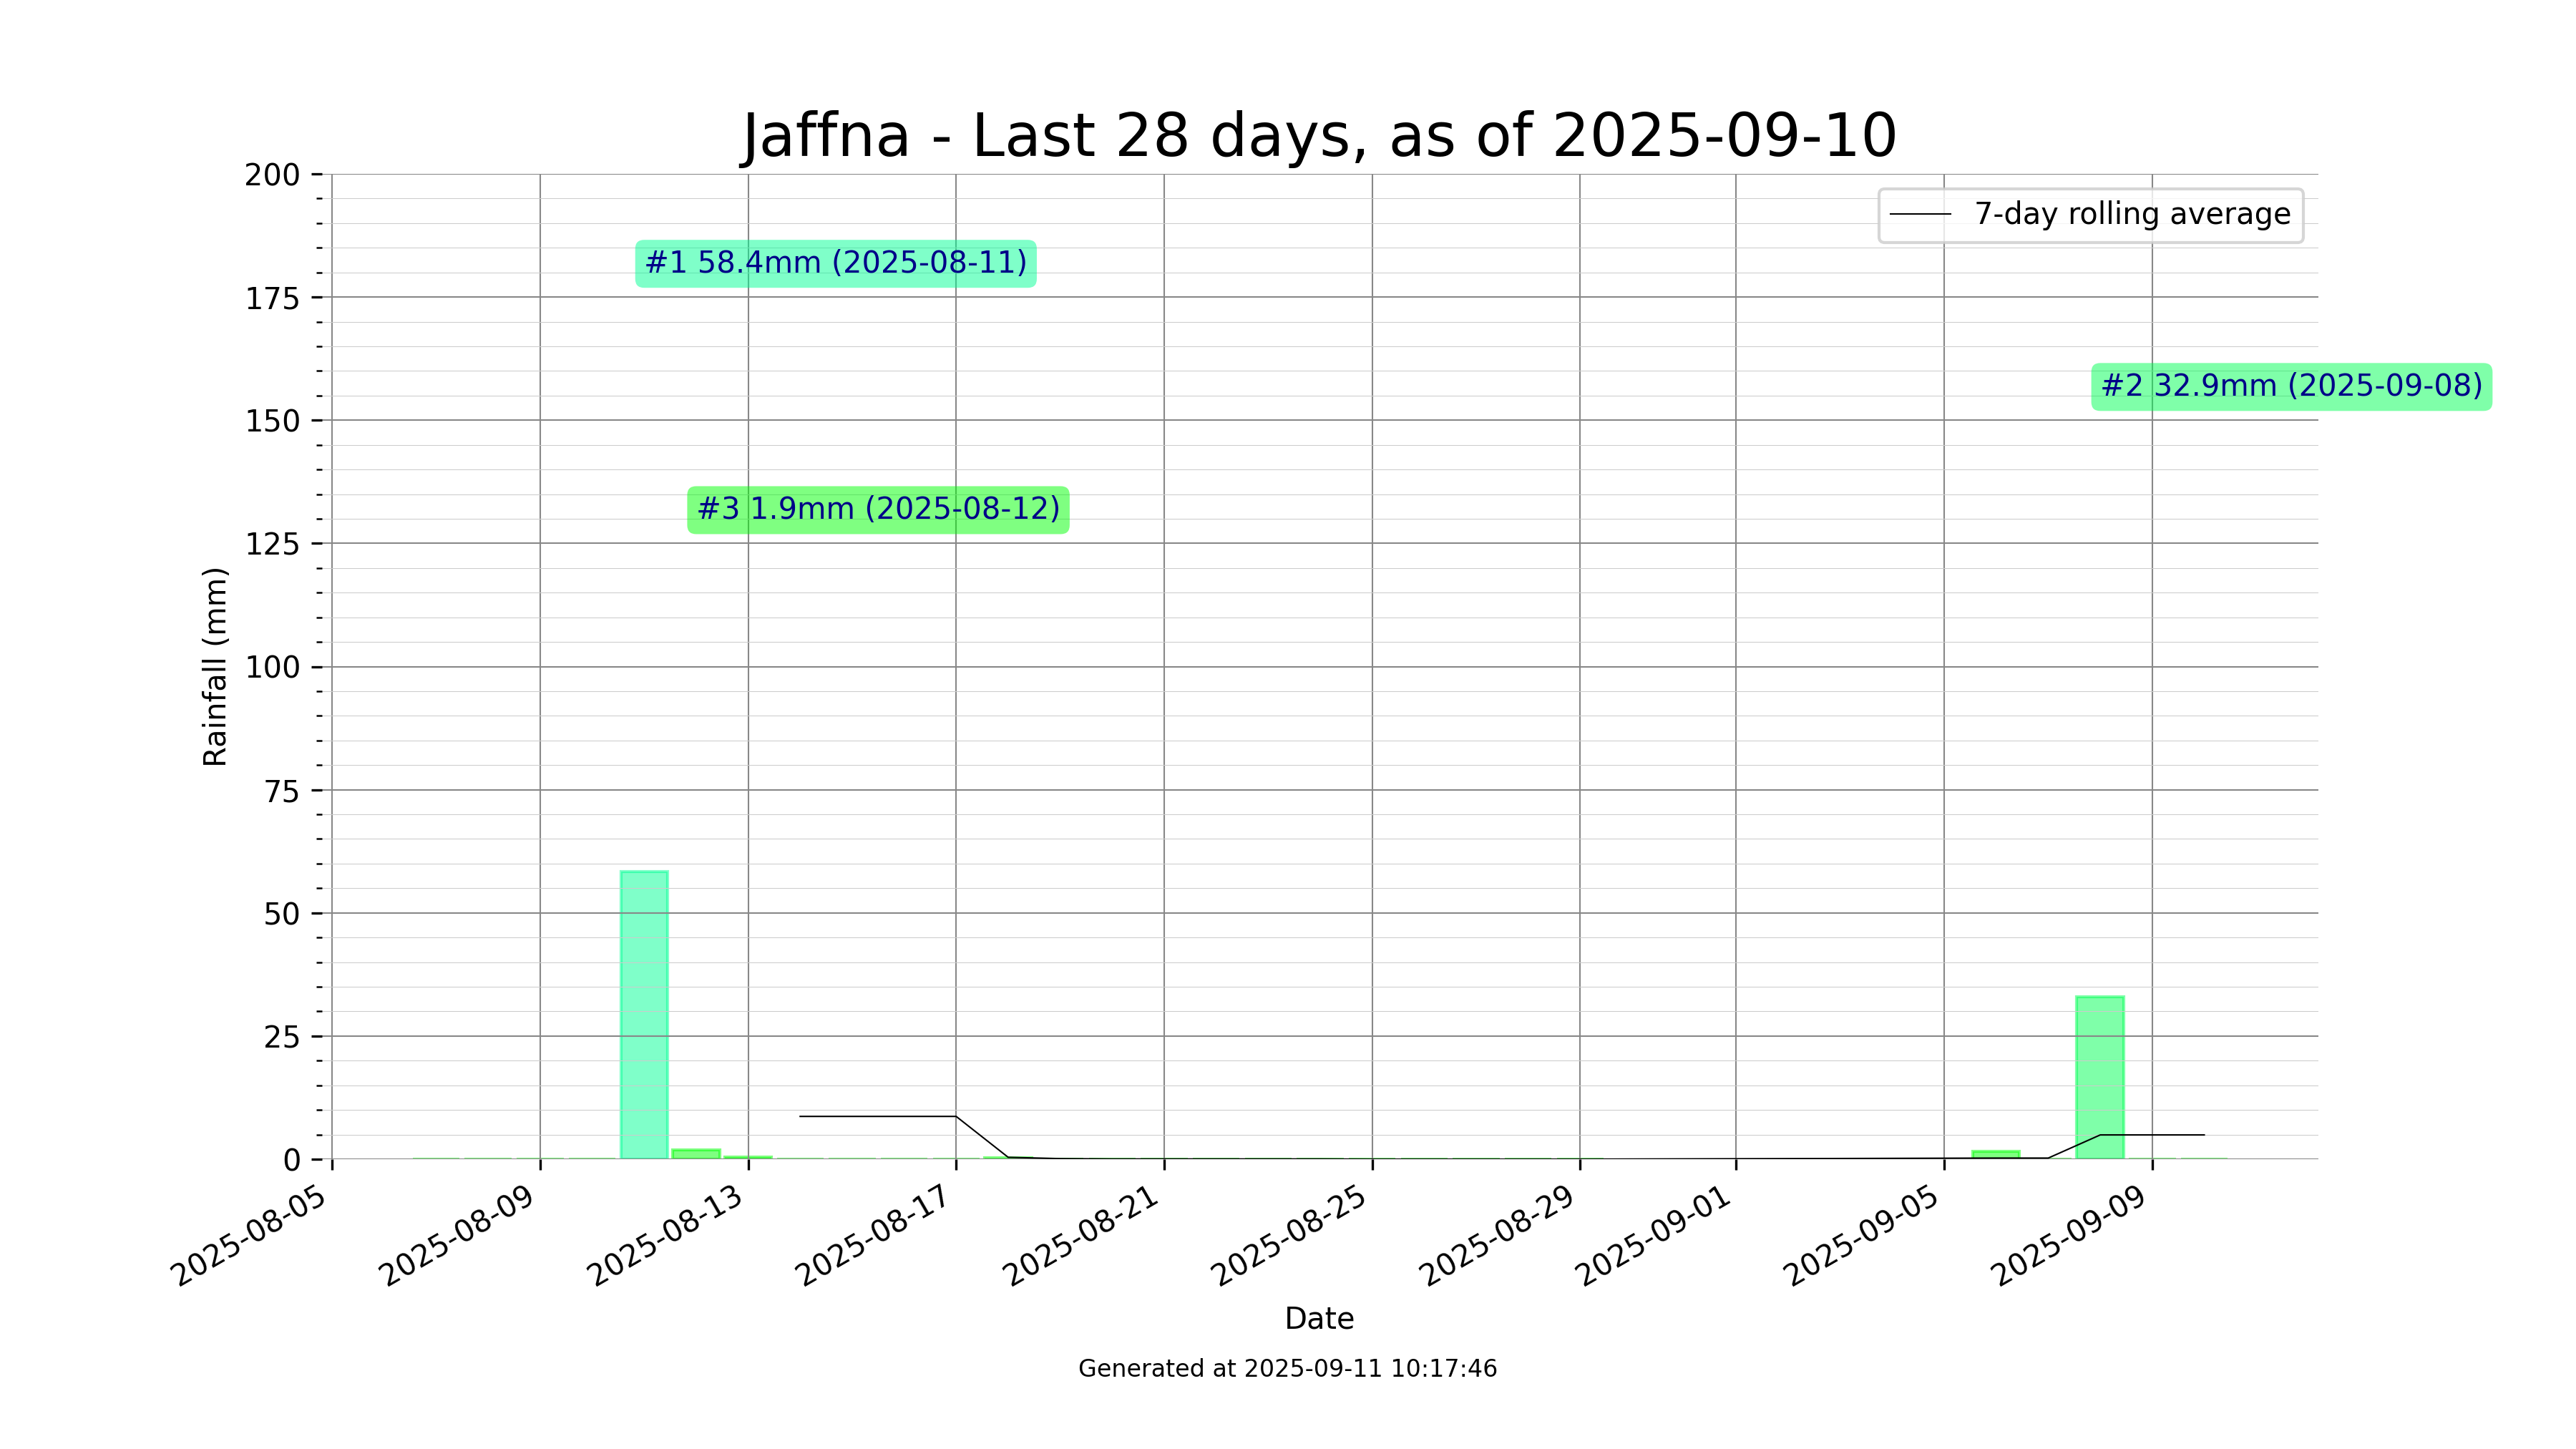 Jaffna - Last 28 days, as of 2025-09-10
7-day rolling average
#1 58.4mm (2025-08-11)
#2 32.9mm (2025-09-08)
#3 1.9mm (2025-08-12)
Rainfall (mm)
200
175
150
125
100
75
50
25
0
2025-08-05
2025-08-09
2025-08-13
2025-08-17
2025-08-21
2025-08-25
2025-08-29
2025-09-01
2025-09-05
2025-09-09
Date
Generated at 2025-09-11 10:17:46